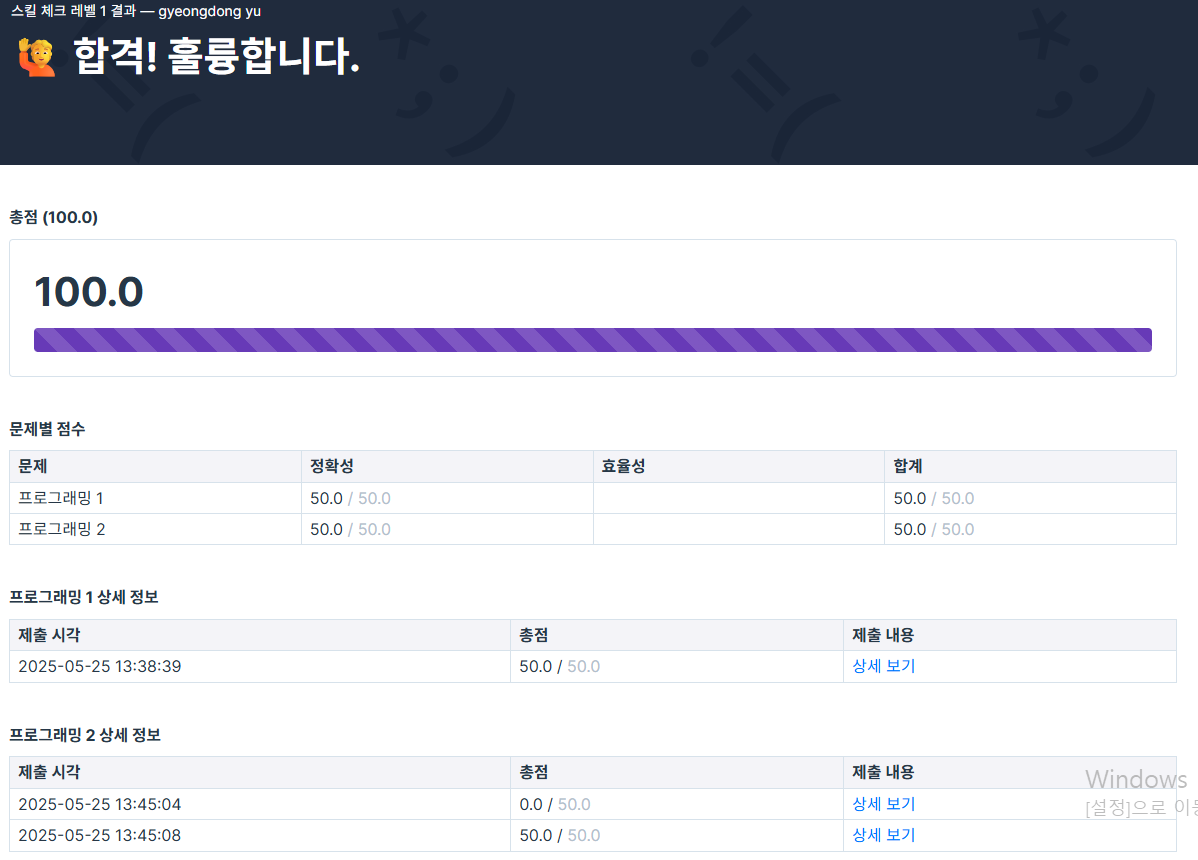 스킬 체크 레벨 1 결과 — gyeongdong yu
합격! 훌륭합니다.
총점 (100.0)
100.0
문제별 점수
문제 정확성 효율성 합계
프로그래밍 1 50.0 / 50.0 50.0 / 50.0
프로그래밍 2 50.0 / 50.0 50.0 / 50.0
프로그래밍 1 상세 정보
제출 시각 총점 제출 내용
2025-05-25 13:38:39 50.0 / 50.0 상세 보기
프로그래밍 2 상세 정보
제출 시각 총점 제출 내용
2025-05-25 13:45:04 0.0 / 50.0 상세 보기
2025-05-25 13:45:08 50.0 / 50.0 상세 보기
Windows
[설정]으로